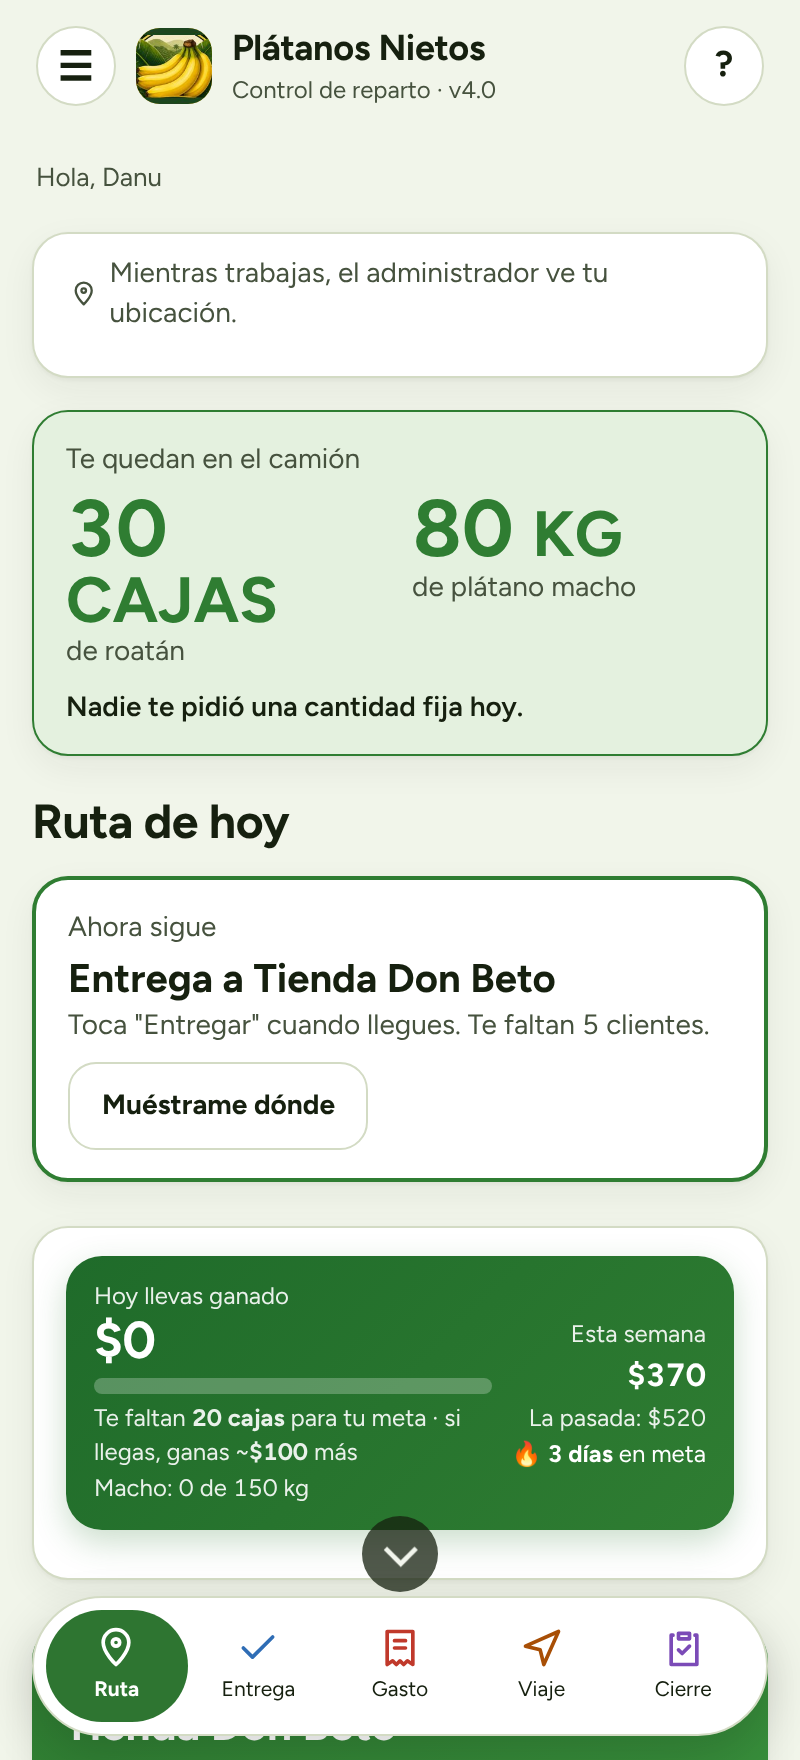 Plátanos Nietos
Control de reparto · v4.0
?
Hola, Danu
Mientras trabajas, el administrador ve tu
ubicación.
Te quedan en el camión
30
CAJAS
de roatán
80 KG
de plátano macho
Nadie te pidió una cantidad fija hoy.
Ruta de hoy
Ahora sigue
Entrega a Tienda Don Beto
Toca "Entregar" cuando llegues. Te faltan 5 clientes.
Muéstrame dónde
Hoy llevas ganado
$0
Te faltan 20 cajas para tu meta · si
llegas, ganas ~$100 más
Macho: 0 de 150 kg
Esta semana
$370
La pasada: $520
🔥 3 días en meta
Ruta
Entrega
Gasto
Viaje
Cierre
Tienda Don Beto